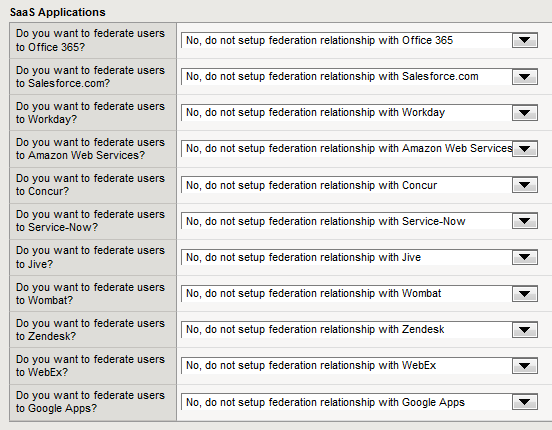 SaaS Applications
Do you want to federate users
to Office 365?
No, do not setup federation relationship with Office 365
Do you want to federate users
to Salesforce.com?
No, do not setup federation relationship with Salesforce.com
Do you want to federate users
to Workday?
No, do not setup federation relationship with Workday
Do you want to federate users
to Amazon Web Services?
No, do not setup federation relationship with Amazon Web Services
Do you want to federate users
to Concur?
No, do not setup federation relationship with Concur
Do you want to federate users
to Service-Now?
No, do not setup federation relationship with Service-Now
Do you want to federate users
to Jive?
No, do not setup federation relationship with Jive
Do you want to federate users
to Wombat?
No, do not setup federation relationship with Wombat
Do you want to federate users
to Zendesk?
No, do not setup federation relationship with Zendesk
Do you want to federate users
to WebEx?
No, do not setup federation relationship with WebEx
Do you want to federate users
to Google Apps?
No, do not setup federation relationship with Google Apps